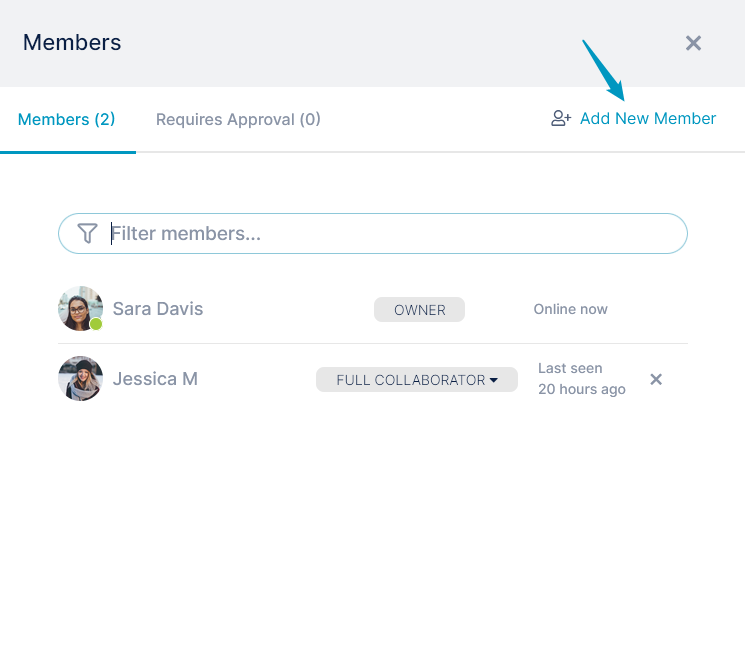 Members
Members (2)
Requires Approval (0)
Add New Member
Filter members...
Sara Davis
OWNER
Online now
Jessica M
FULL COLLABORATOR
Last seen
20 hours ago